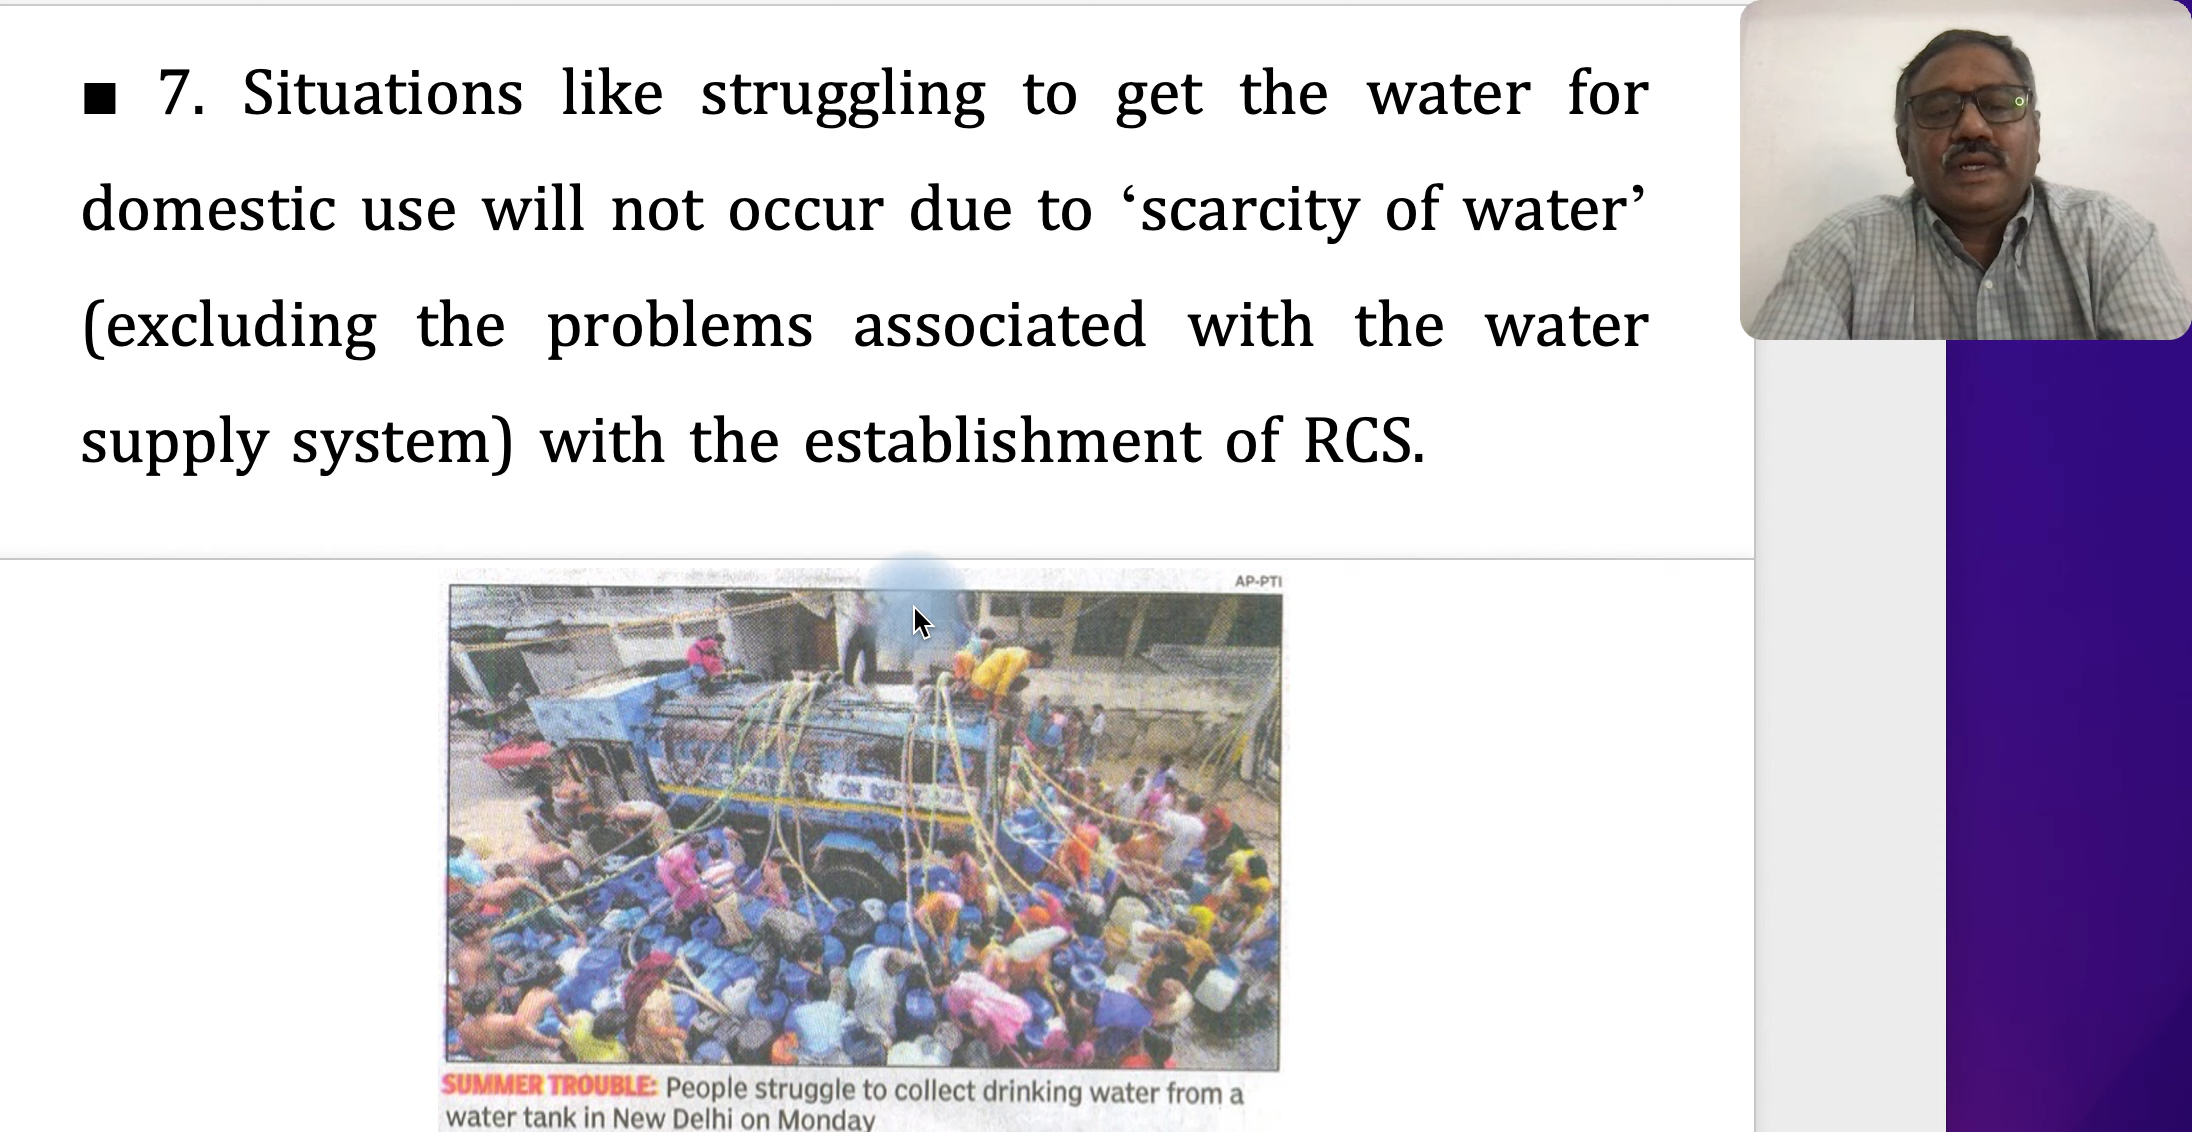 ■ 7. Situations like struggling to get the water for
domestic use will not occur due to ‘scarcity of water’
(excluding the problems associated with the water
supply system) with the establishment of RCS.
AP-PTI
SUMMER TROUBLE: People struggle to collect drinking water from a
water tank in New Delhi on Monday